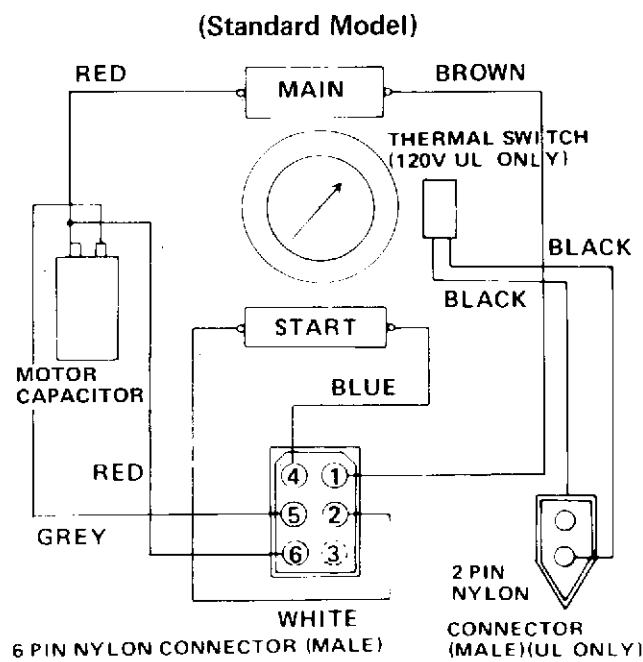 (Standard Model)
RED
MAIN
BROWN
THERMAL SWITCH
(120V UL ONLY)
BLACK
BLACK
START
MOTOR
CAPACITOR
BLUE
RED
4 1
5 2
6 3
GREY
WHITE
2 PIN
NYLON
CONNECTOR
(MALE)(UL ONLY)
6 PIN NYLON CONNECTOR (MALE)